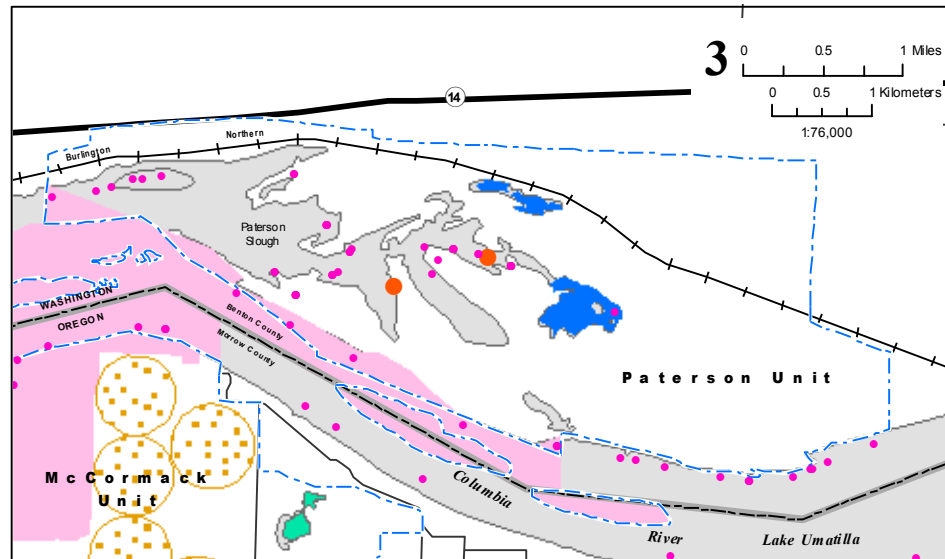 3
0 0.5 1 Miles
0 0.5 1 Kilometers
1:76,000
14
Burlington Northern
Paterson
Slough
WASHINGTON
OREGON
Benton County
Morrow County
Paterson Unit
McCormack
Unit
Columbia
River
Lake Umatilla